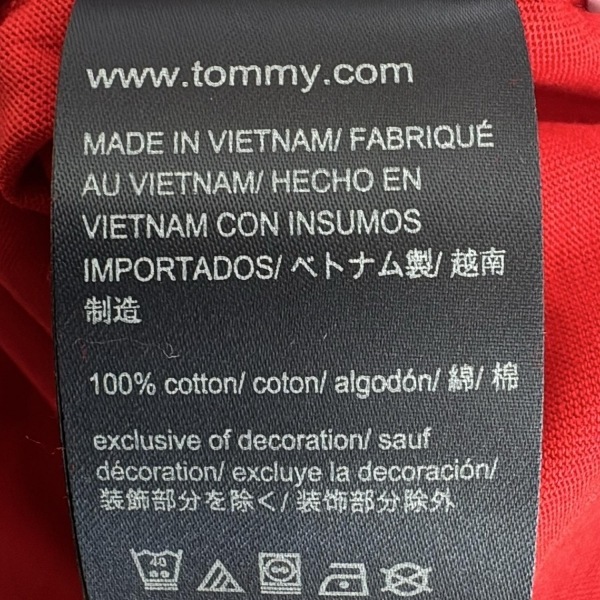 www.tommy.com
MADE IN VIETNAM/ FABRIQUÉ
AU VIETNAM/ HECHO EN
VIETNAM CON INSUMOS
IMPORTADOS/ ベトナム製/ 越南
制造
100% cotton/ coton/ algodón/ 綿/ 棉
exclusive of decoration/ sauf
décoration/ excluye la decoración/
装飾部分を除く/ 装饰部分除外
40